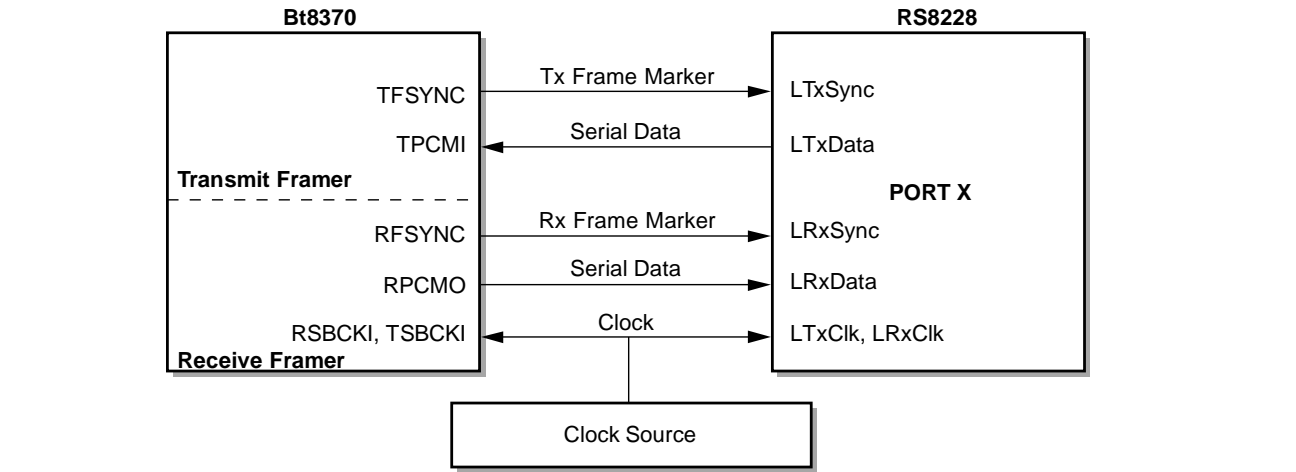 Bt8370
RS8228
TFSYNC
Tx Frame Marker
LTxSync
TPCMI
Serial Data
LTxData
Transmit Framer
PORT X
RFSYNC
Rx Frame Marker
LRxSync
RPCMO
Serial Data
LRxData
RSBCKI, TSBCKI
Clock
LTxClk, LRxClk
Receive Framer
Clock Source